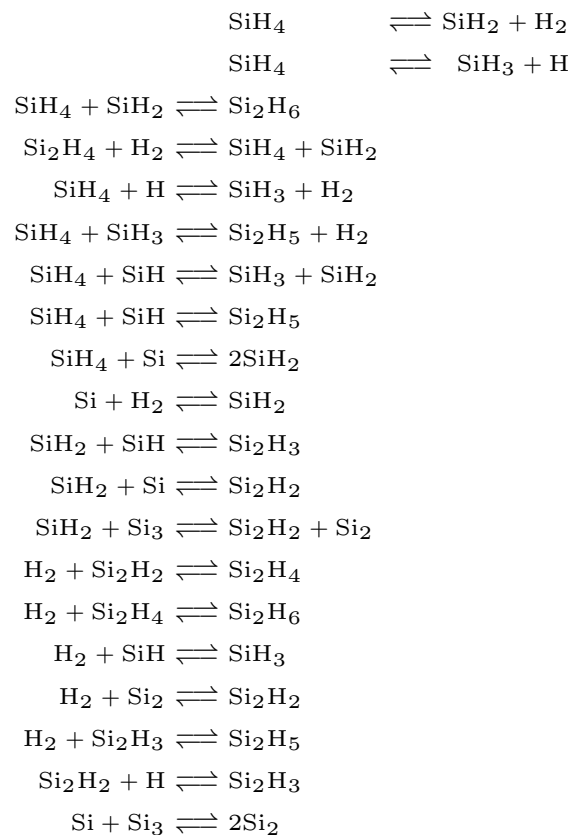 SiH₄ ⇌ SiH₂ + H₂
SiH₄ ⇌ SiH₃ + H
SiH₄ + SiH₂ ⇌ Si₂H₆
Si₂H₄ + H₂ ⇌ SiH₄ + SiH₂
SiH₄ + H ⇌ SiH₃ + H₂
SiH₄ + SiH₃ ⇌ Si₂H₅ + H₂
SiH₄ + SiH ⇌ SiH₃ + SiH₂
SiH₄ + SiH ⇌ Si₂H₅
SiH₄ + Si ⇌ 2SiH₂
Si + H₂ ⇌ SiH₂
SiH₂ + SiH ⇌ Si₂H₃
SiH₂ + Si ⇌ Si₂H₂
SiH₂ + Si₃ ⇌ Si₂H₂ + Si₂
H₂ + Si₂H₂ ⇌ Si₂H₄
H₂ + Si₂H₄ ⇌ Si₂H₆
H₂ + SiH ⇌ SiH₃
H₂ + Si₂ ⇌ Si₂H₂
H₂ + Si₂H₃ ⇌ Si₂H₅
Si₂H₂ + H ⇌ Si₂H₃
Si + Si₃ ⇌ 2Si₂